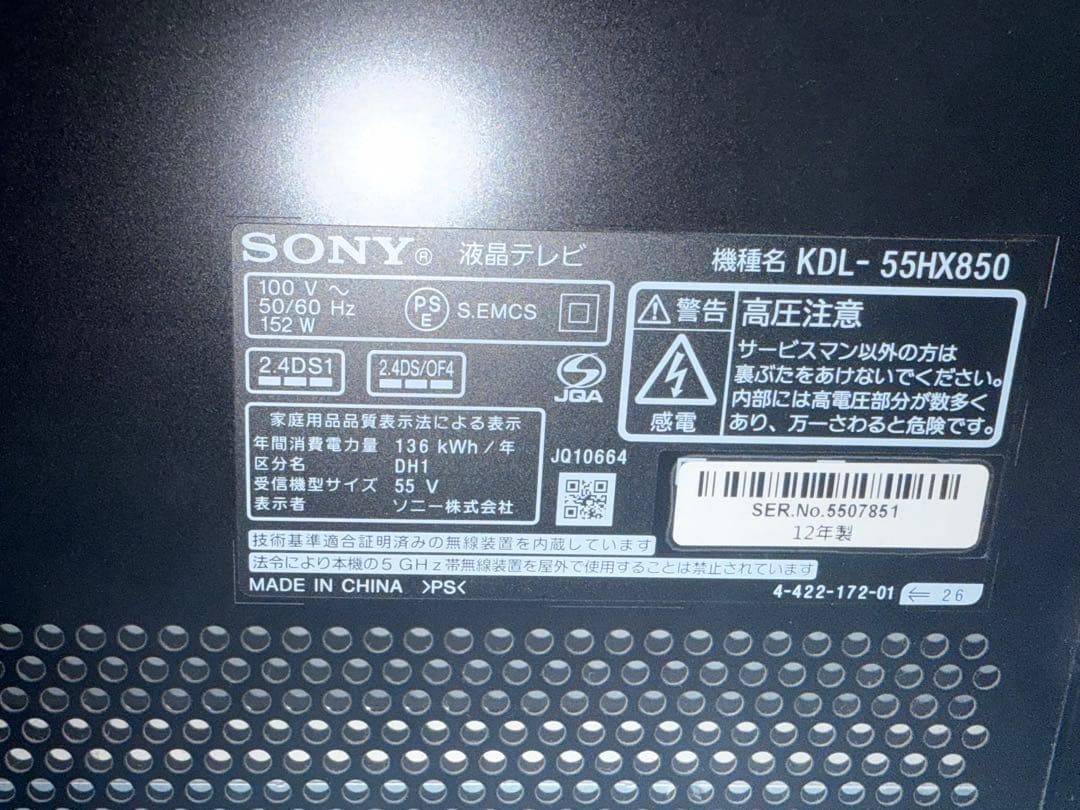 SONY® 液晶テレビ
機種名 KDL- 55HX850
100 V ～
50/60 Hz
152 W
PS
E
S.EMCS
警告
高圧注意
サービスマン以外の方は
裏ぶたをあけないでください。
内部には高電圧部分が数多く
あり、万一さわると危険です。
感電
2.4DS1
2.4DS/OF4
JQA
家庭用品品質表示法による表示
年間消費電力量 136 kWh / 年
区分名 DH1
受信機型サイズ 55 V
表示者 ソニー株式会社
JQ10664
SER.No.5507851
12年製
技術基準適合証明済みの無線装置を内蔵しています
法令により本機の5 GHz帯無線装置を屋外で使用することは禁止されています
MADE IN CHINA >PS<
4-422-172-01
⇐ 26